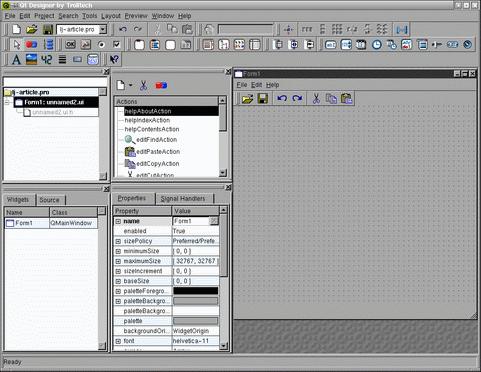 Qt Designer by Trolltech
File Edit Project Search Tools Layout Preview Window Help
lj-article.pro
OK
lj-article.pro
Form1: unnamed2.ui
unnamed2.ui.h
Actions
helpAboutAction
helpIndexAction
helpContentsAction
editFindAction
editPasteAction
editCopyAction
editCutAction
Form1
File Edit Help
Widgets Source
Name Class
Form1 QMainWindow
Properties Signal Handlers
Property Value
name Form1
enabled True
sizePolicy Preferred/Prefe...
minimumSize [ 0, 0 ]
maximumSize [ 32767, 32767 ]
sizeIncrement [ 0, 0 ]
baseSize [ 0, 0 ]
paletteForegro...
paletteBackgro...
paletteBackgro...
palette
backgroundOri... WidgetOrigin
font helvetica-11
Ready